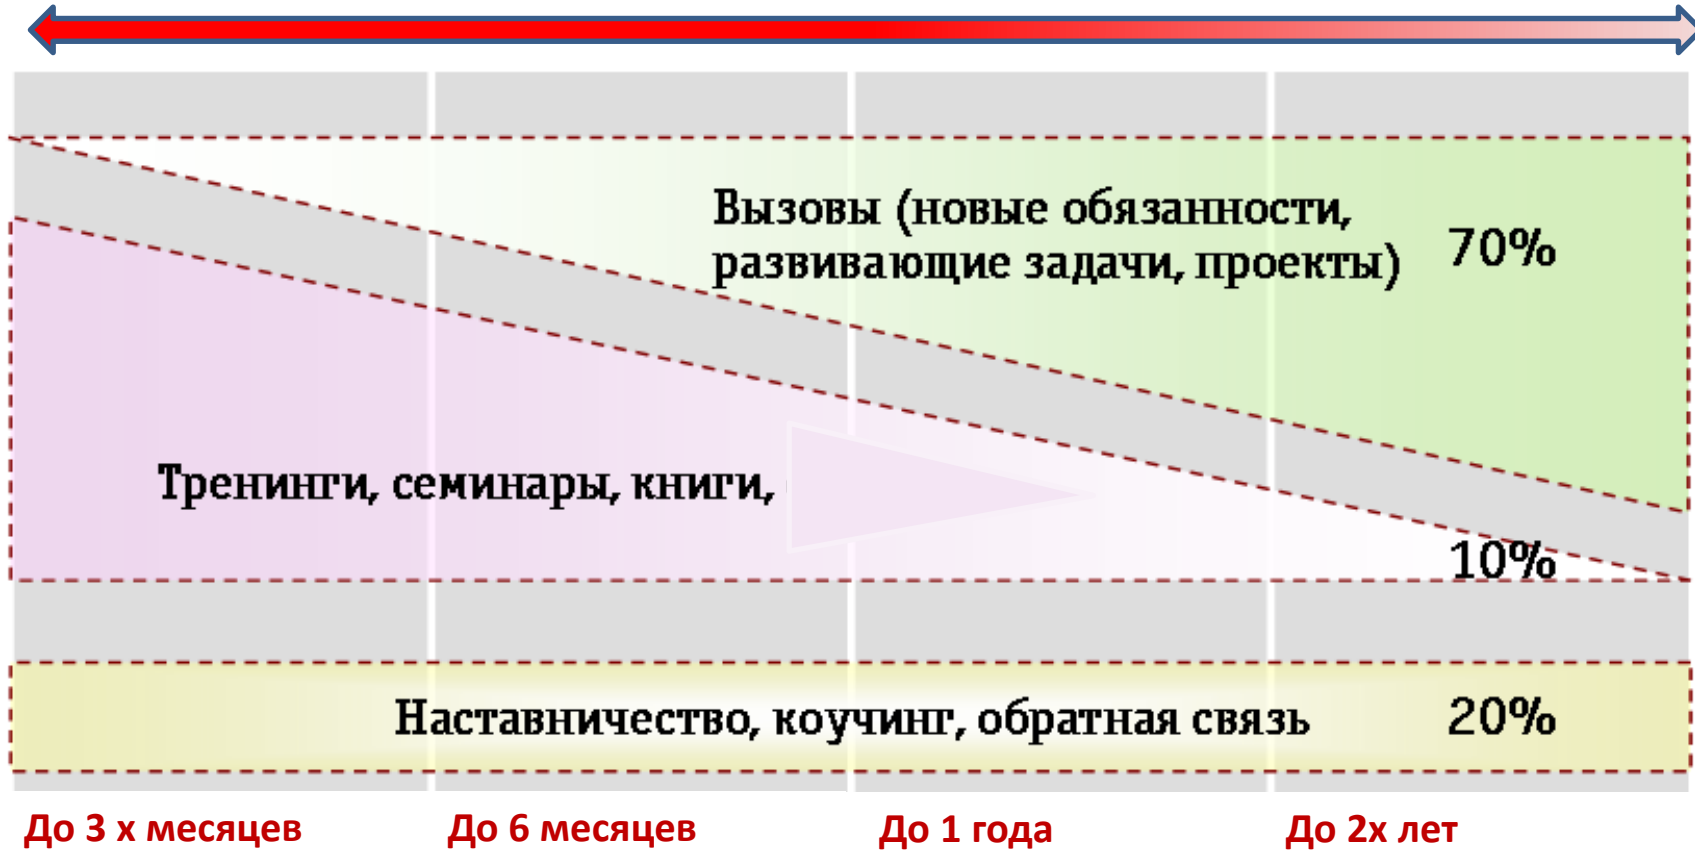 Вызовы (новые обязанности,
развивающие задачи, проекты)
70%
Тренинги, семинары, книги,
10%
Наставничество, коучинг, обратная связь
20%
До 3 х месяцев
До 6 месяцев
До 1 года
До 2х лет